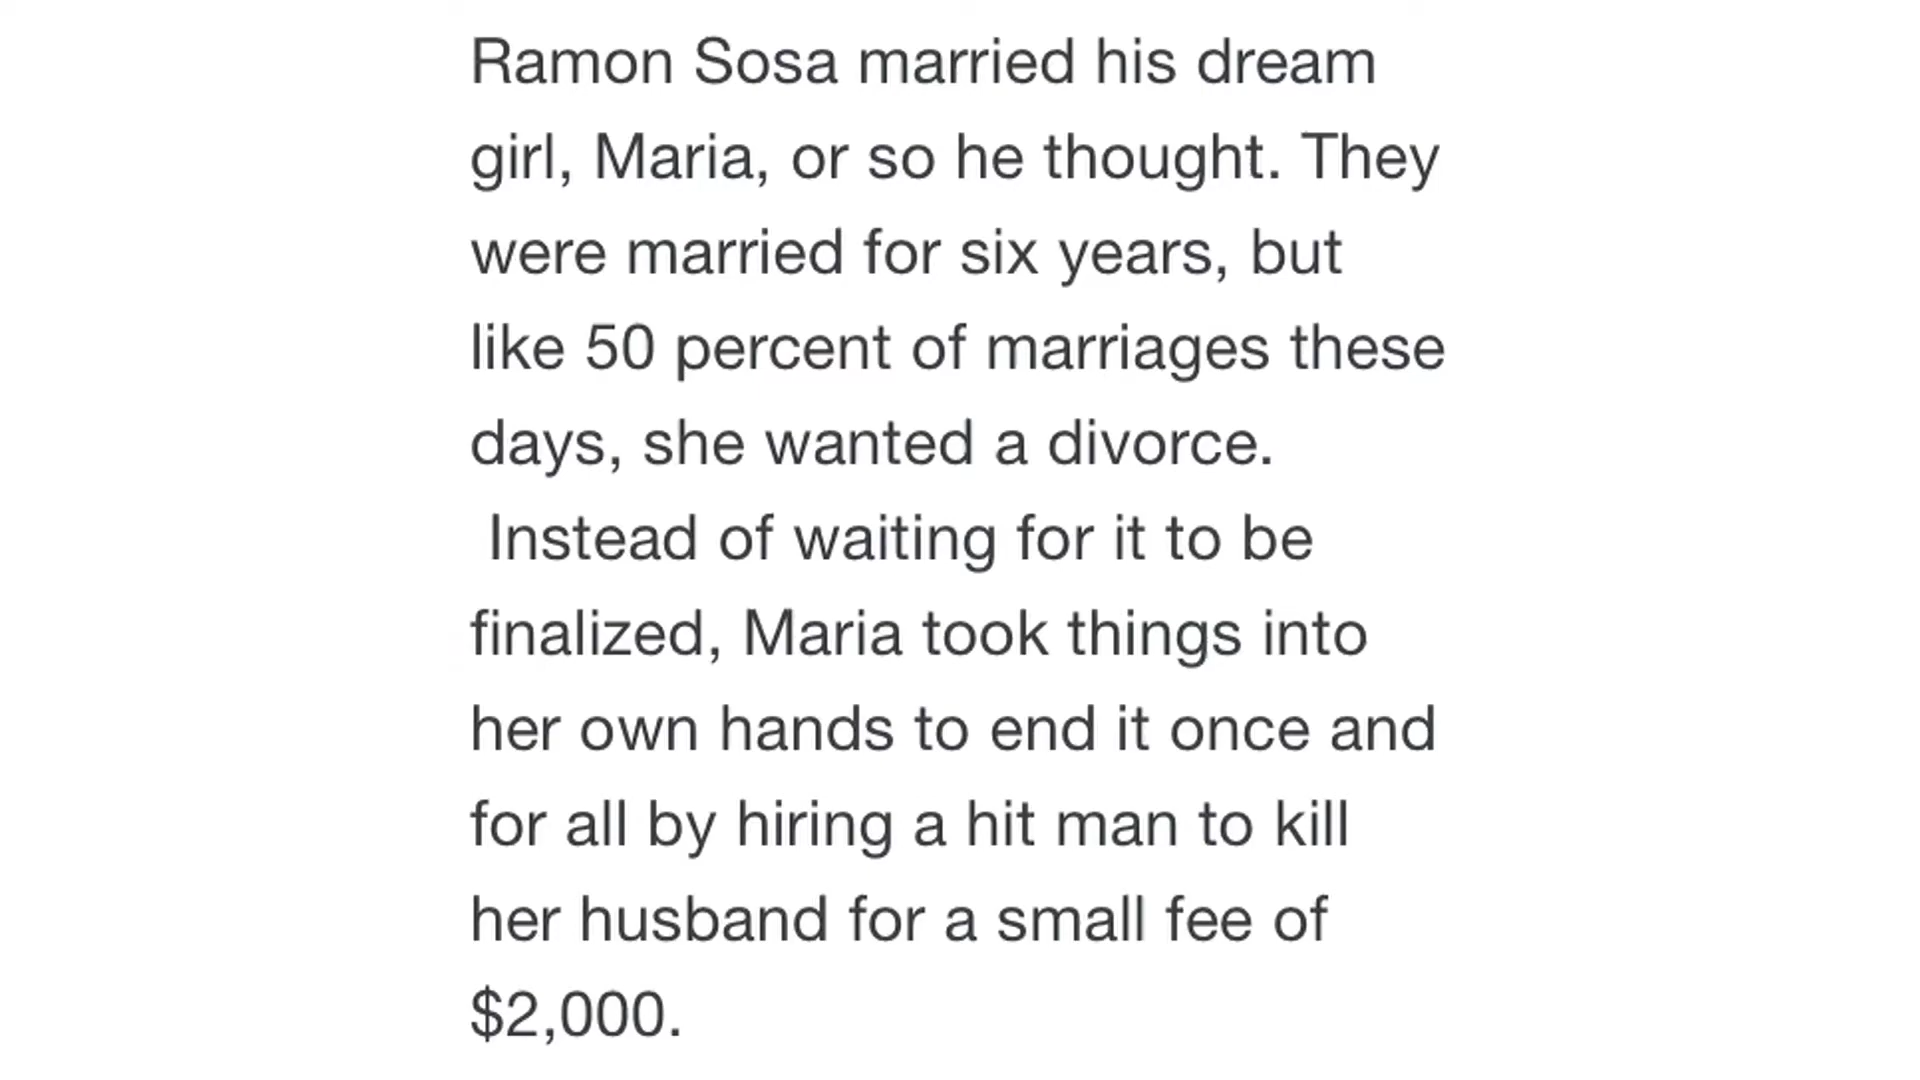 Ramon Sosa married his dream
girl, Maria, or so he thought. They
were married for six years, but
like 50 percent of marriages these
days, she wanted a divorce.
Instead of waiting for it to be
finalized, Maria took things into
her own hands to end it once and
for all by hiring a hit man to kill
her husband for a small fee of
$2,000.